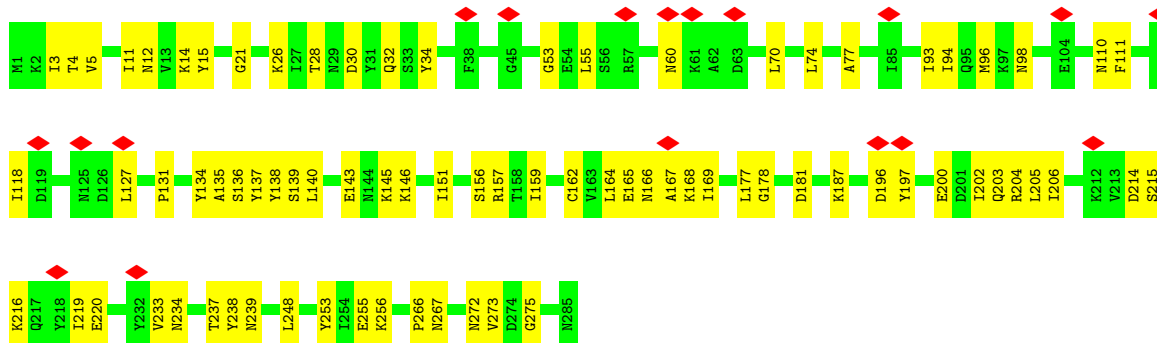 M1 K2 I3 T4 V5 I11 N12 V13 K14 Y15 G21 K26 I27 T28 N29 D30 Y31 Q32 S33 Y34 F38 G45 G53 E54 L55 S56 R57 N60 K61 A62 D63 L70 L74 A77 I85 I93 I94 Q95 M96 K97 N98 E104 N110 F111
I118 D119 N125 D126 L127 P131 Y134 A135 S136 Y137 Y138 S139 L140 E143 N144 K145 K146 I151 S156 R157 T158 I159 C162 V163 L164 E165 N166 A167 K168 I169 L177 G178 D181 K187 D196 Y197 E200 D201 I202 Q203 R204 L205 I206 K212 V213 D214 S215
K216 Q217 Y218 I219 E220 Y232 V233 N234 T237 Y238 N239 L248 Y253 I254 E255 K256 P266 N267 N272 V273 D274 G275 N285